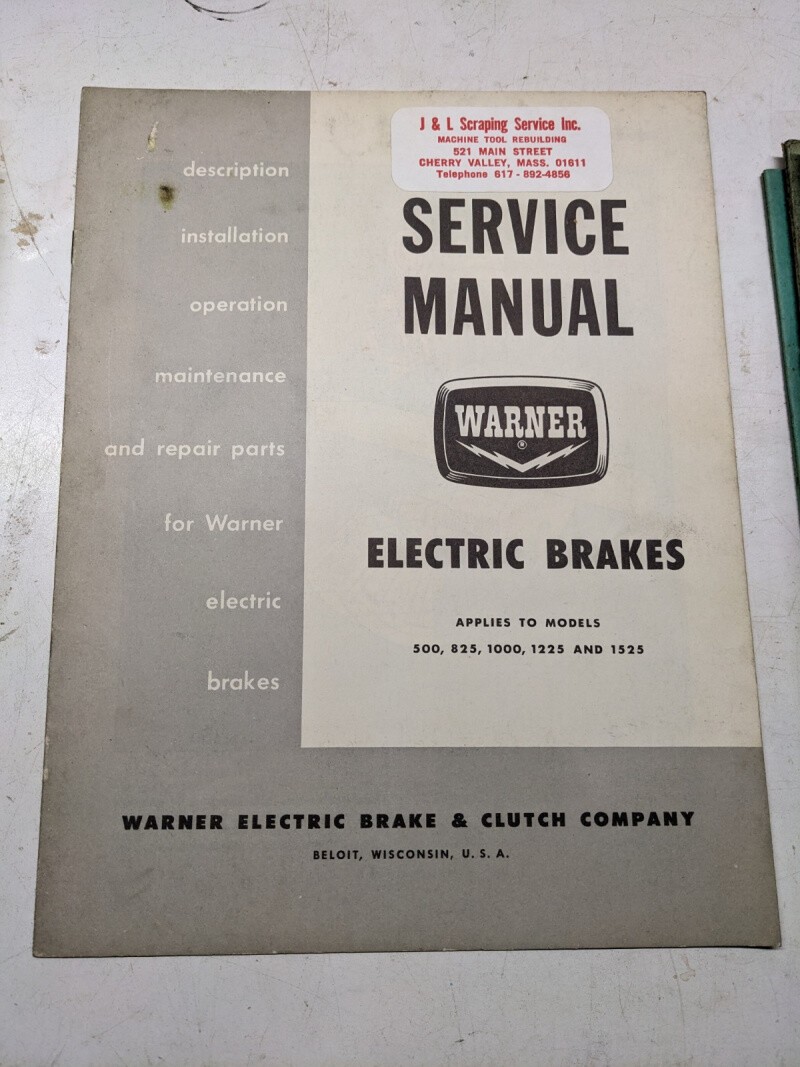 J & L Scraping Service Inc.
MACHINE TOOL REBUILDING
521 MAIN STREET
CHERRY VALLEY, MASS. 01611
Telephone 617 - 892-4856
SERVICE
MANUAL
WARNER
®
ELECTRIC BRAKES
APPLIES TO MODELS
500, 825, 1000, 1225 AND 1525
description
installation
operation
maintenance
and repair parts
for Warner
electric
brakes
WARNER ELECTRIC BRAKE & CLUTCH COMPANY
BELOIT, WISCONSIN, U. S. A.